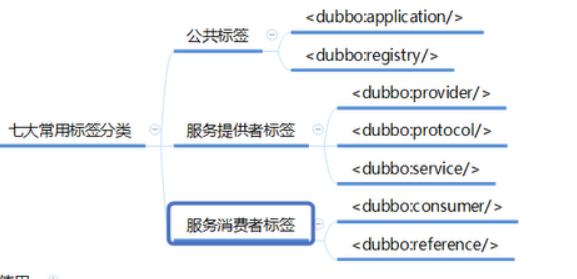 七大常用标签分类
公共标签
<dubbo:application/>
<dubbo:registry/>
服务提供者标签
<dubbo:provider/>
<dubbo:protocol/>
<dubbo:service/>
服务消费者标签
<dubbo:consumer/>
<dubbo:reference/>